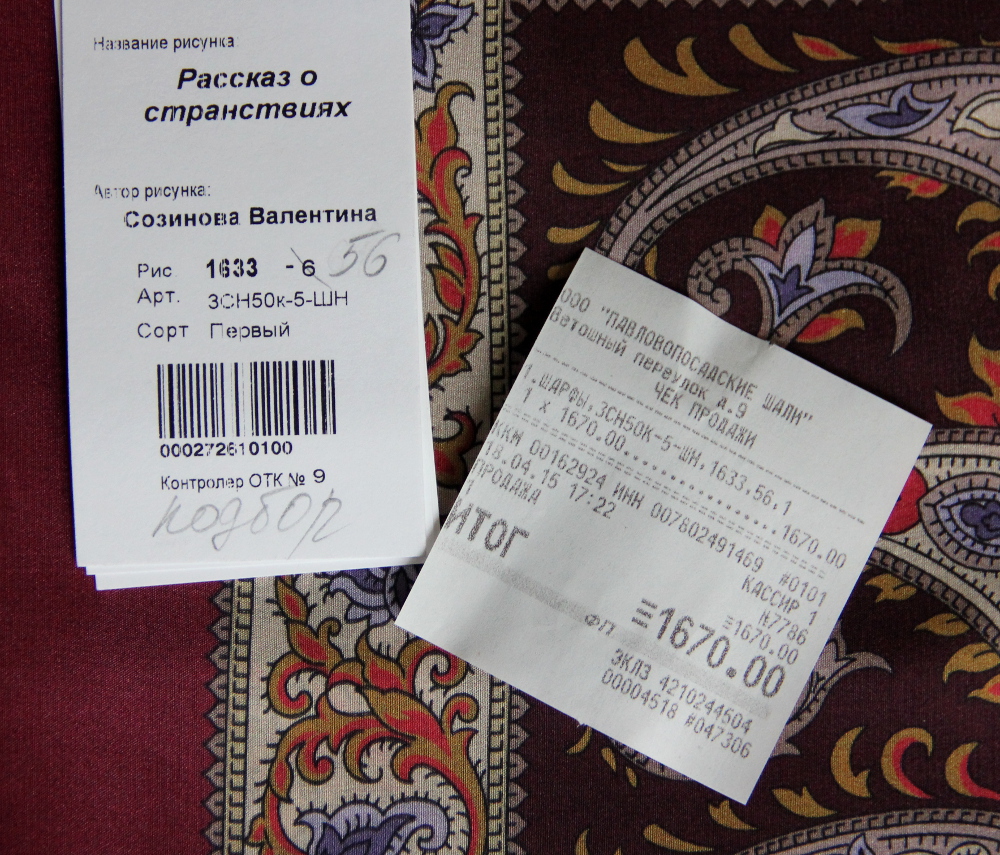 Название рисунка:
Рассказ о
странствиях
Автор рисунка:
Созинова Валентина
Рис 1633 - 6 56
Арт. 3СН50к-5-ШН
Сорт Первый
000272610100
Контролер ОТК № 9
подбор
ООО "ПАВЛОВОПОСАДСКИЕ ШАЛИ"
Ветошный переулок д.9
ЧЕК ПРОДАЖИ
1.ШАРФЫ,3СН50К-5-ШН,1633,56,1
1 X 1670.00..................1670.00
ККМ 00162924 ИНН 007802491469 #0101
18.04.15 17:22 КАССИР 1
ПРОДАЖА №7786
1 ≡1670.00
ИТОГ ≡1670.00
ФП ЭКЛЗ 4210244504
00004518 #047306